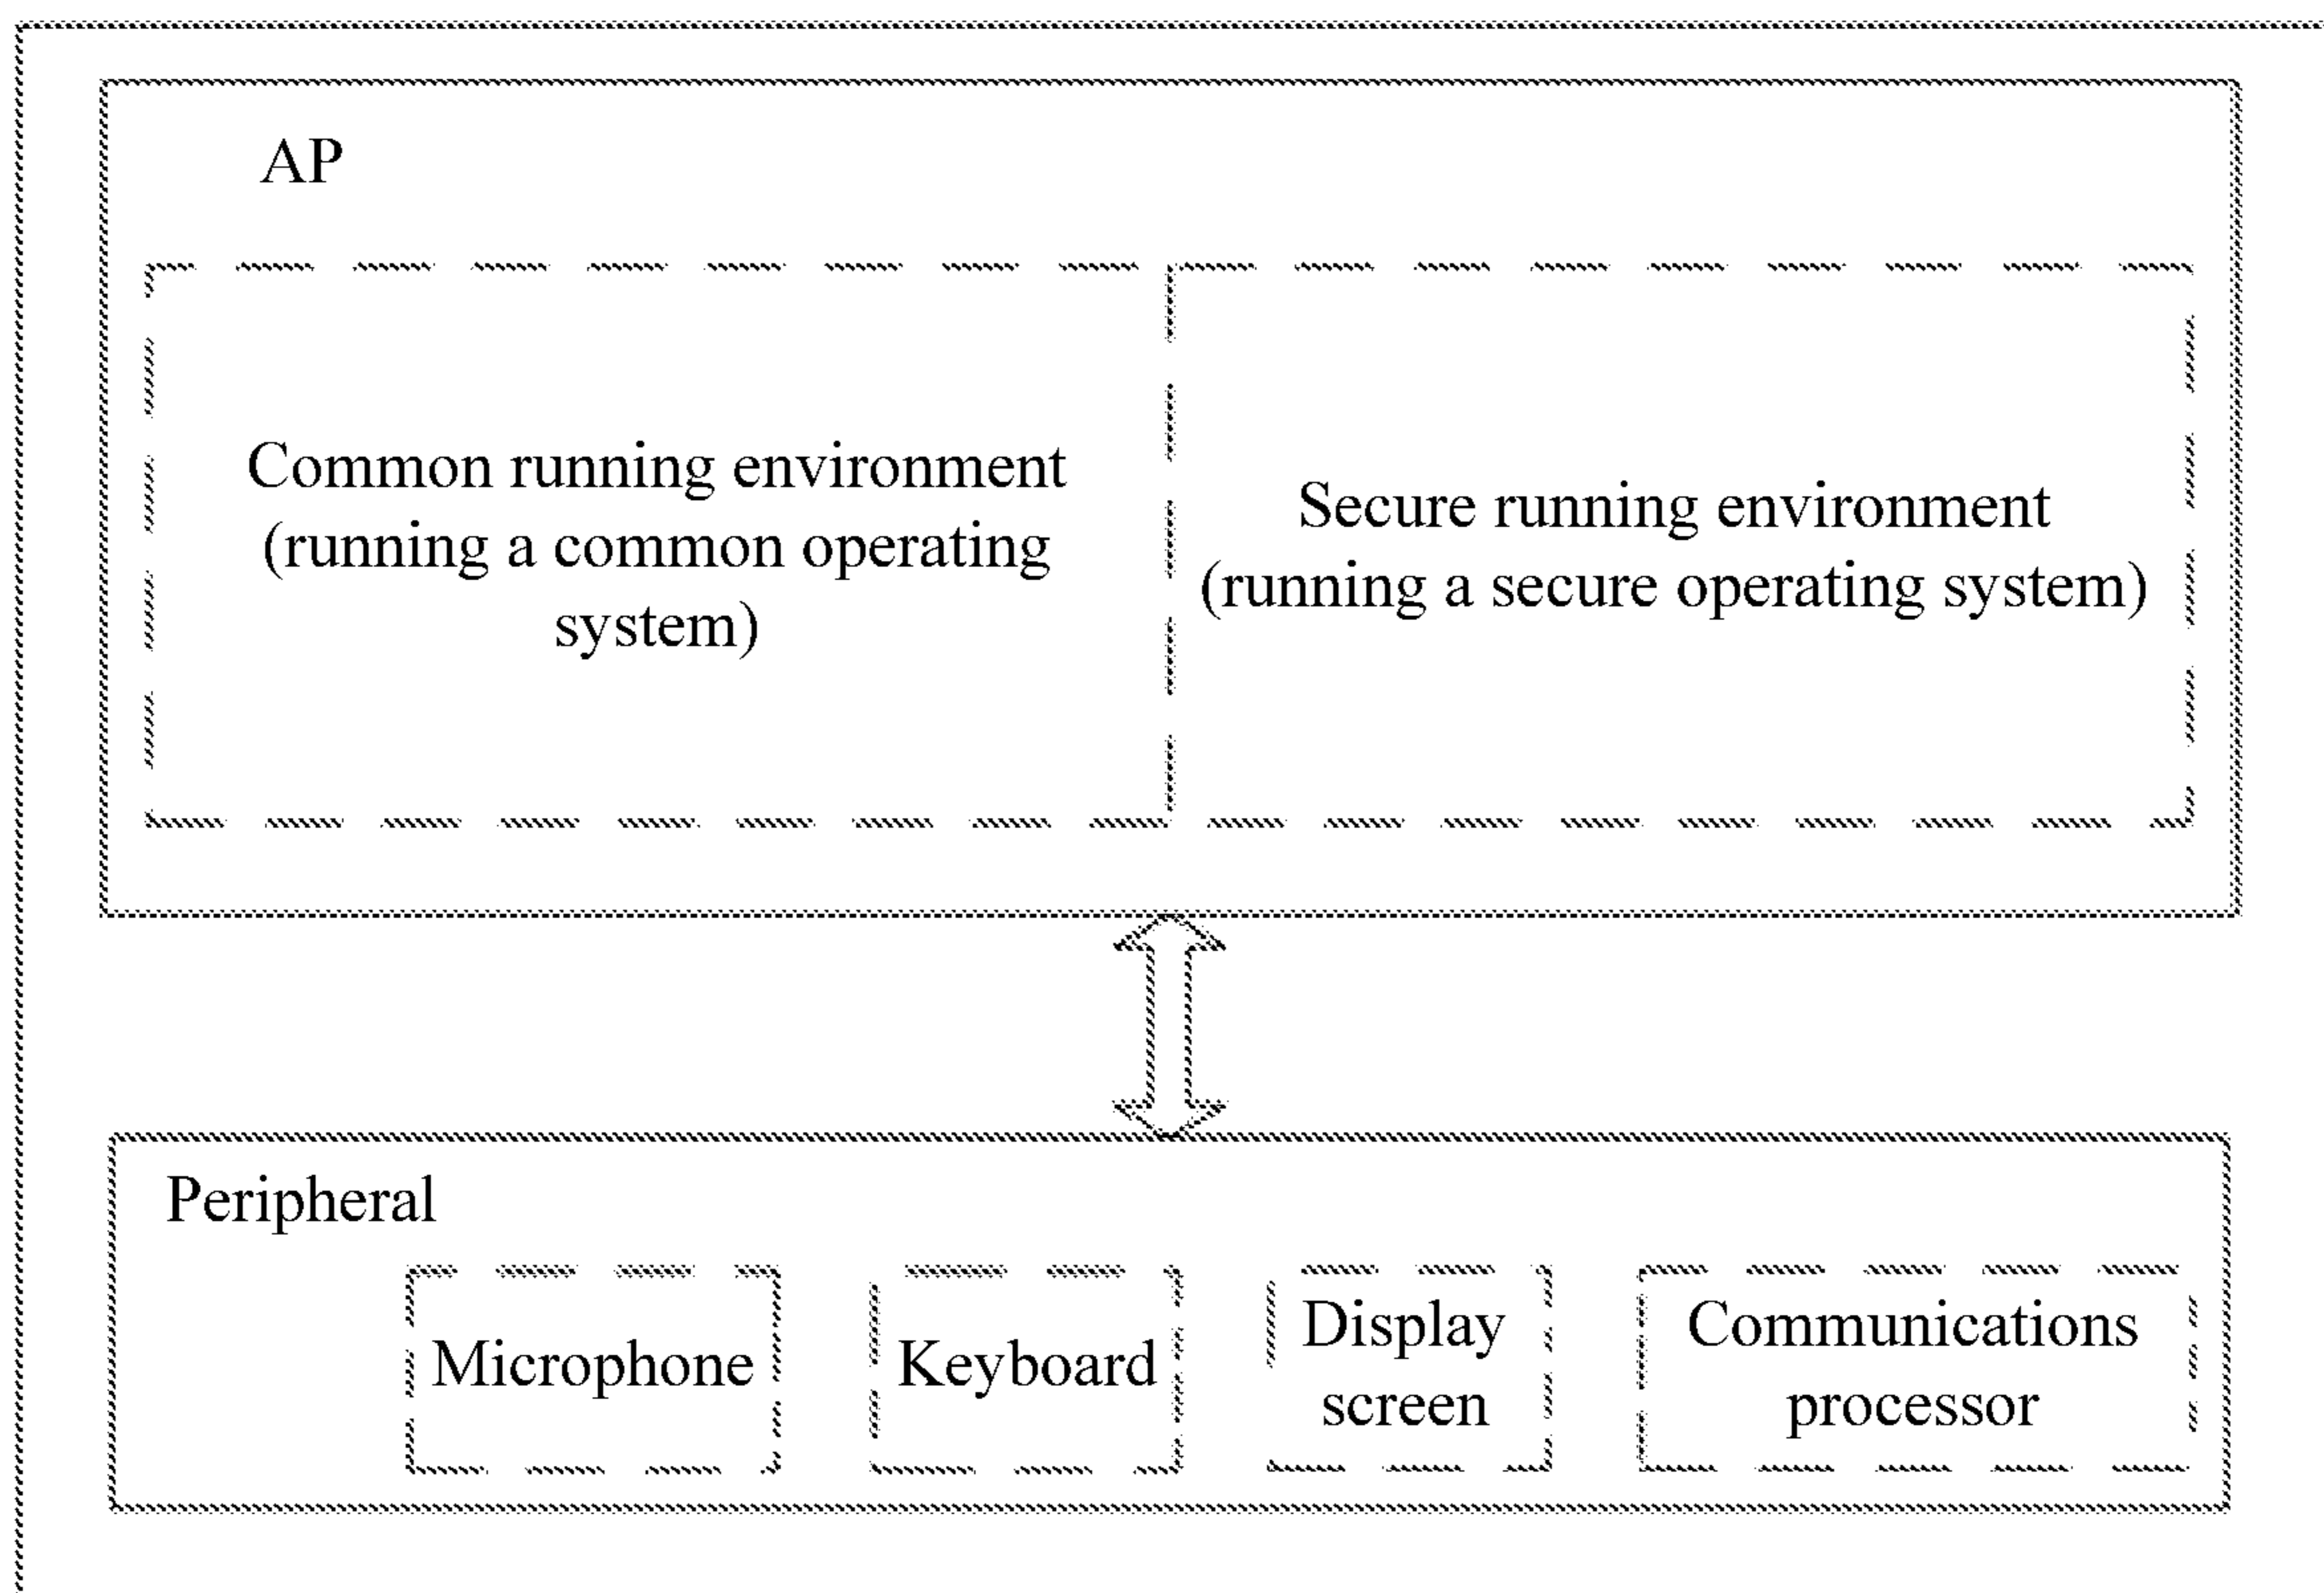 AP
Common running environment
(running a common operating
system)
Secure running environment
(running a secure operating system)
Peripheral
Microphone
Keyboard
Display
screen
Communications
processor